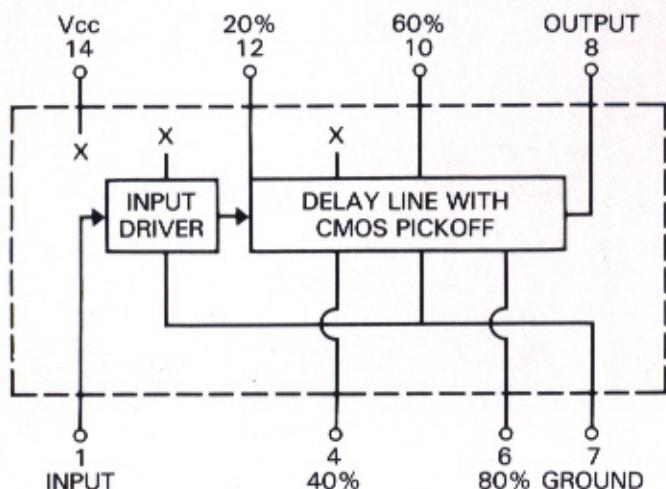 Vcc 20% 60% OUTPUT
14 12 10 8
X X X
INPUT DRIVER
DELAY LINE WITH
CMOS PICKOFF
1 4 6 7
INPUT 40% 80% GROUND